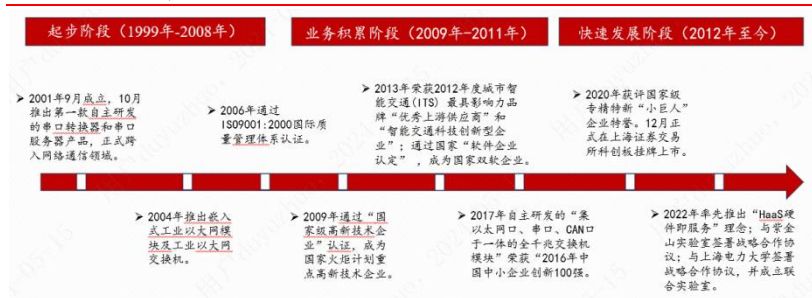 起步阶段（1999年-2008年）
业务积累阶段（2009年-2011年）
快速发展阶段（2012年至今）
➢ 2001年9月成立，10月
推出第一款自主研发
的串口转换器和串口
服务器产品，正式跨
入网络通信领域。
➢ 2006年通过
ISO9001:2000国际质
量管理体系认证。
➢ 2013年荣获2012年度城市智
能交通(ITS) 最具影响力品
牌“优秀上游供应商”和
“智能交通科技创新型企
业”；通过国家“软件企业
认定”，成为国家双软企业。
➢ 2020年获评国家级
专精特新“小巨人”
企业特誉。12月正
式在上海证券交易
所科创板挂牌上市。
➢ 2004年推出嵌入
式工业以太网模
块及工业以太网
交换机。
➢ 2009年通过“国
家级高新技术企
业”认证，成为
国家火炬计划重
点高新技术企业。
➢ 2017年自主研发的“集
以太网口、串口、CAN口
于一体的全千兆交换机
模块”荣获“2016年中
国中小企业创新100强。
➢ 2022年率先推出“HaaS硬
件即服务”理念；与紫金
山实验室签署战略合作协
议；与上海电力大学签署
战略合作协议，并成立联
合实验室。